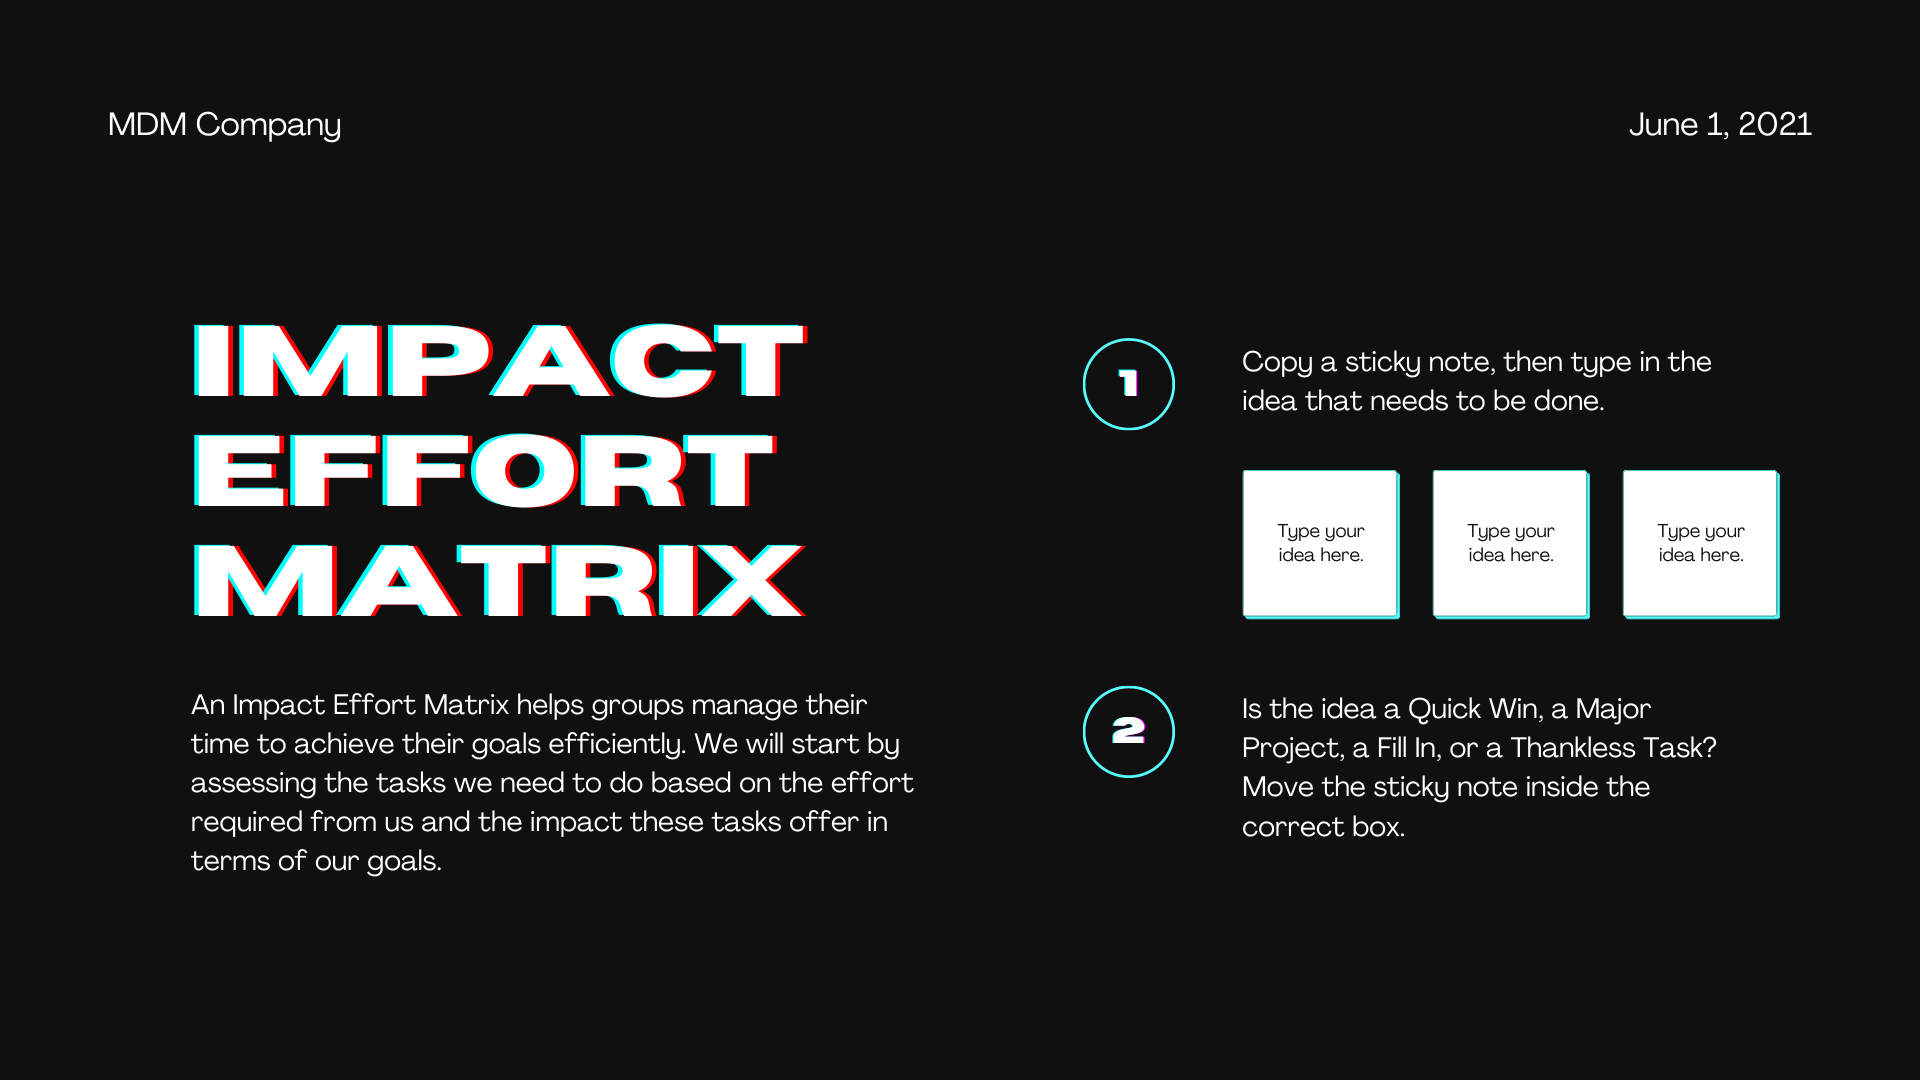 MDM Company
June 1, 2021
IMPACT
EFFORT
MATRIX
An Impact Effort Matrix helps groups manage their
time to achieve their goals efficiently. We will start by
assessing the tasks we need to do based on the effort
required from us and the impact these tasks offer in
terms of our goals.
1
Copy a sticky note, then type in the
idea that needs to be done.
Type your
idea here.
Type your
idea here.
Type your
idea here.
2
Is the idea a Quick Win, a Major
Project, a Fill In, or a Thankless Task?
Move the sticky note inside the
correct box.